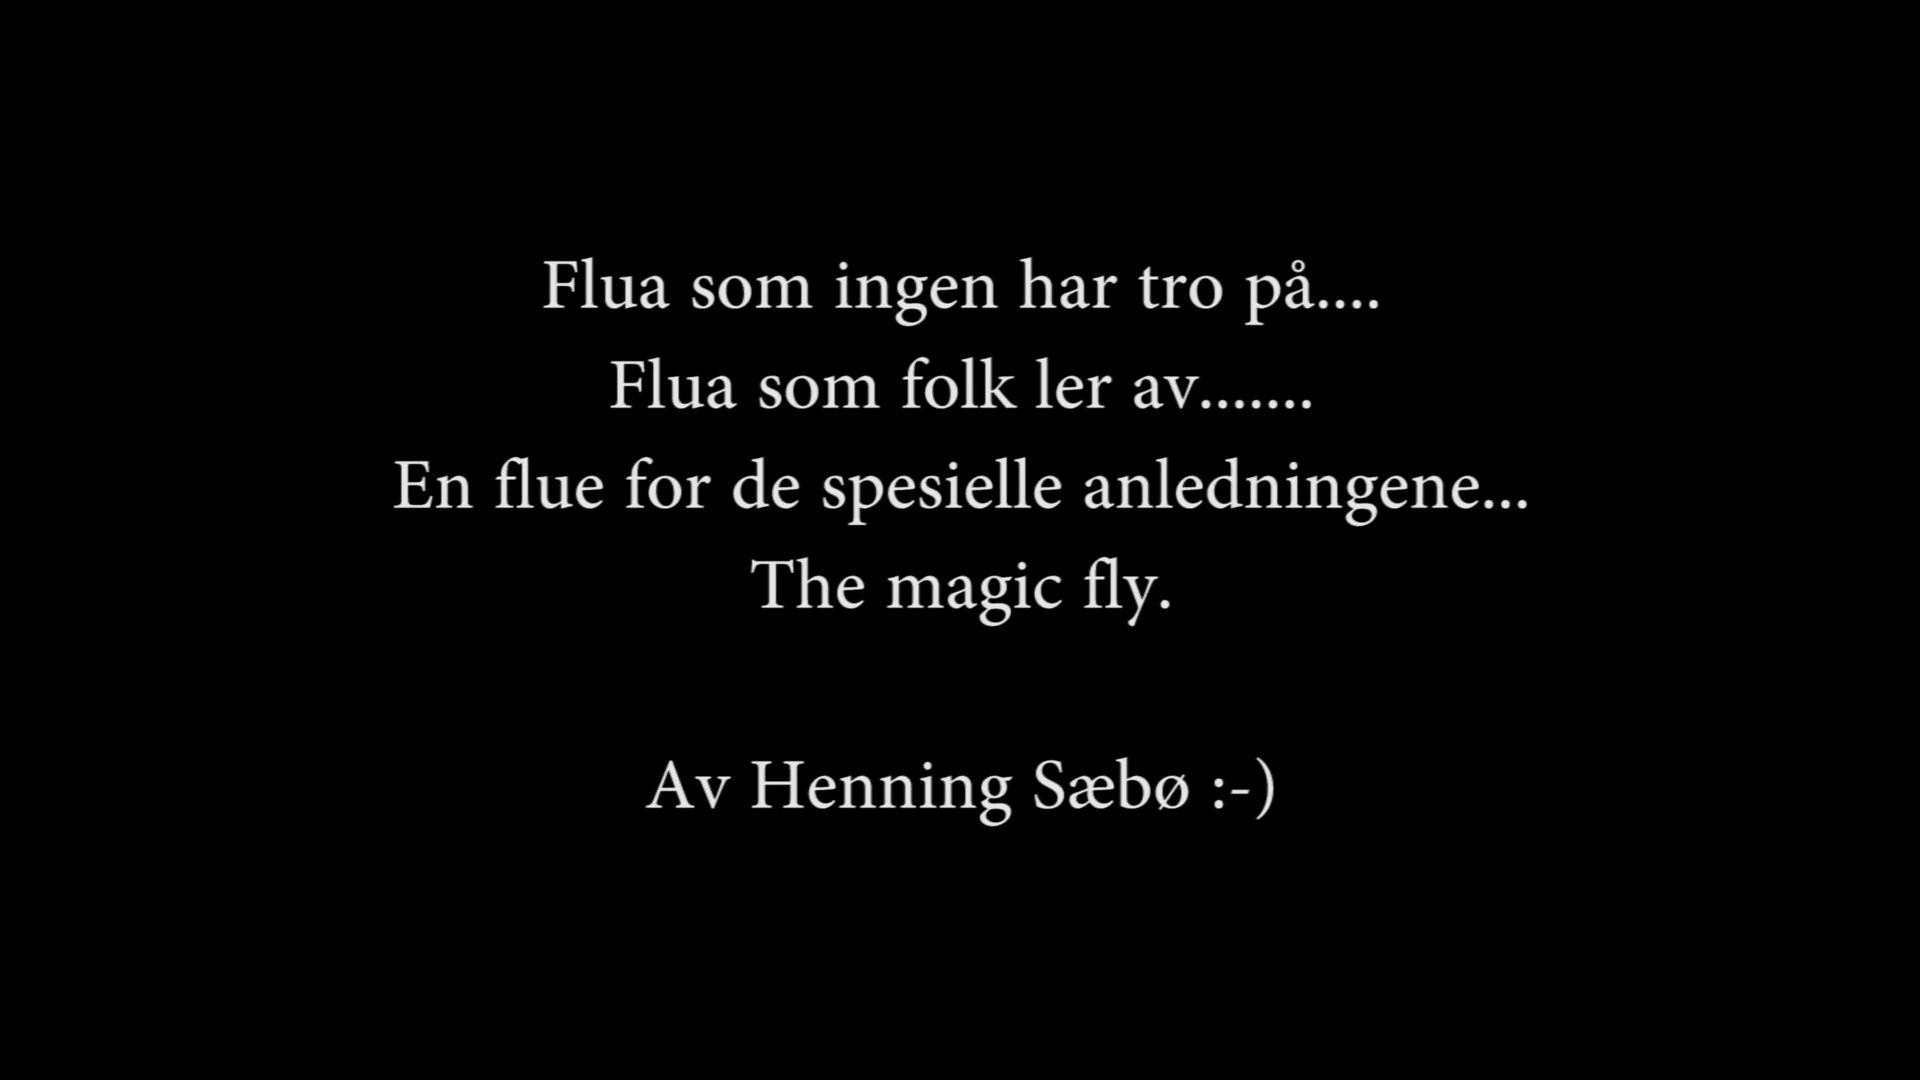 Flua som ingen har tro på....
Flua som folk ler av.......
En flue for de spesielle anledningene...
The magic fly.
Av Henning Sæbø :-)